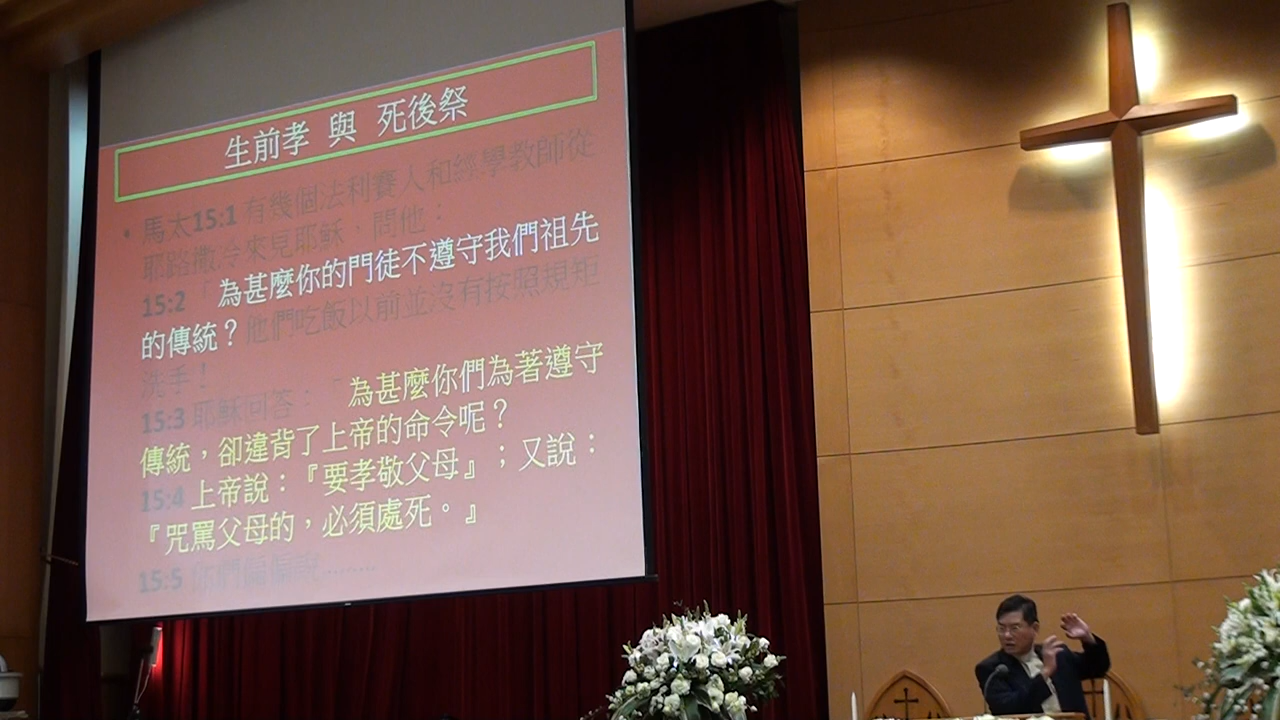 生前孝 與 死後祭
• 馬太15:1 有幾個法利賽人和經學教師從
耶路撒冷來見耶穌，問他：
15:2 「為甚麼你的門徒不遵守我們祖先
的傳統？他們吃飯以前並沒有按照規矩
洗手！
15:3 耶穌回答：「為甚麼你們為著遵守
傳統，卻違背了上帝的命令呢？
15:4 上帝說：『要孝敬父母』；又說：
『咒罵父母的，必須處死。』
15:5 你們偏偏說………